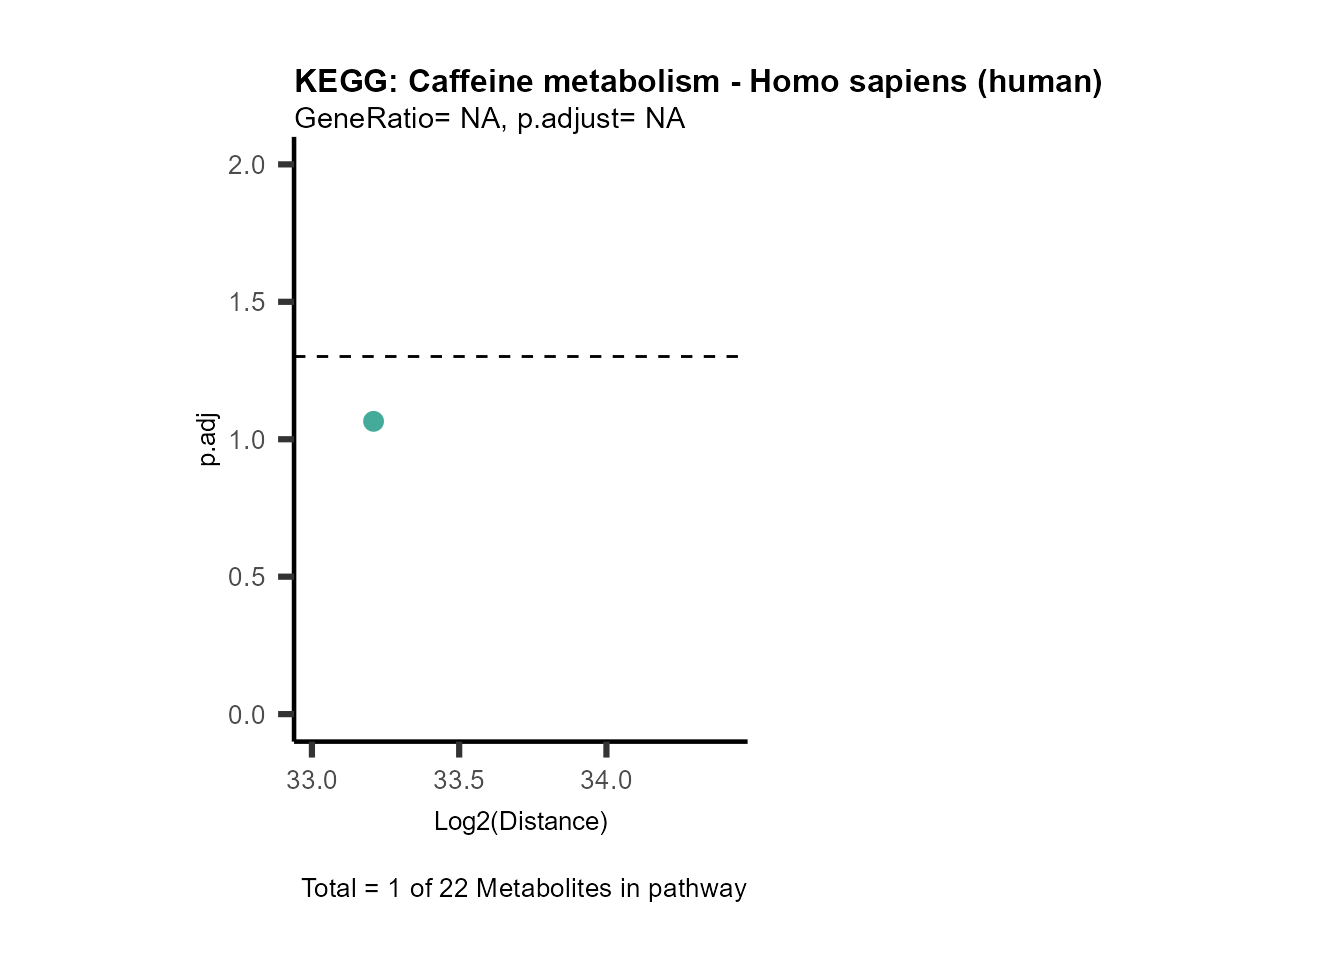 KEGG: Caffeine metabolism - Homo sapiens (human)
GeneRatio= NA, p.adjust= NA
2.0
1.5
1.0
0.5
0.0
p.adj
33.0 33.5 34.0
Log2(Distance)
Total = 1 of 22 Metabolites in pathway